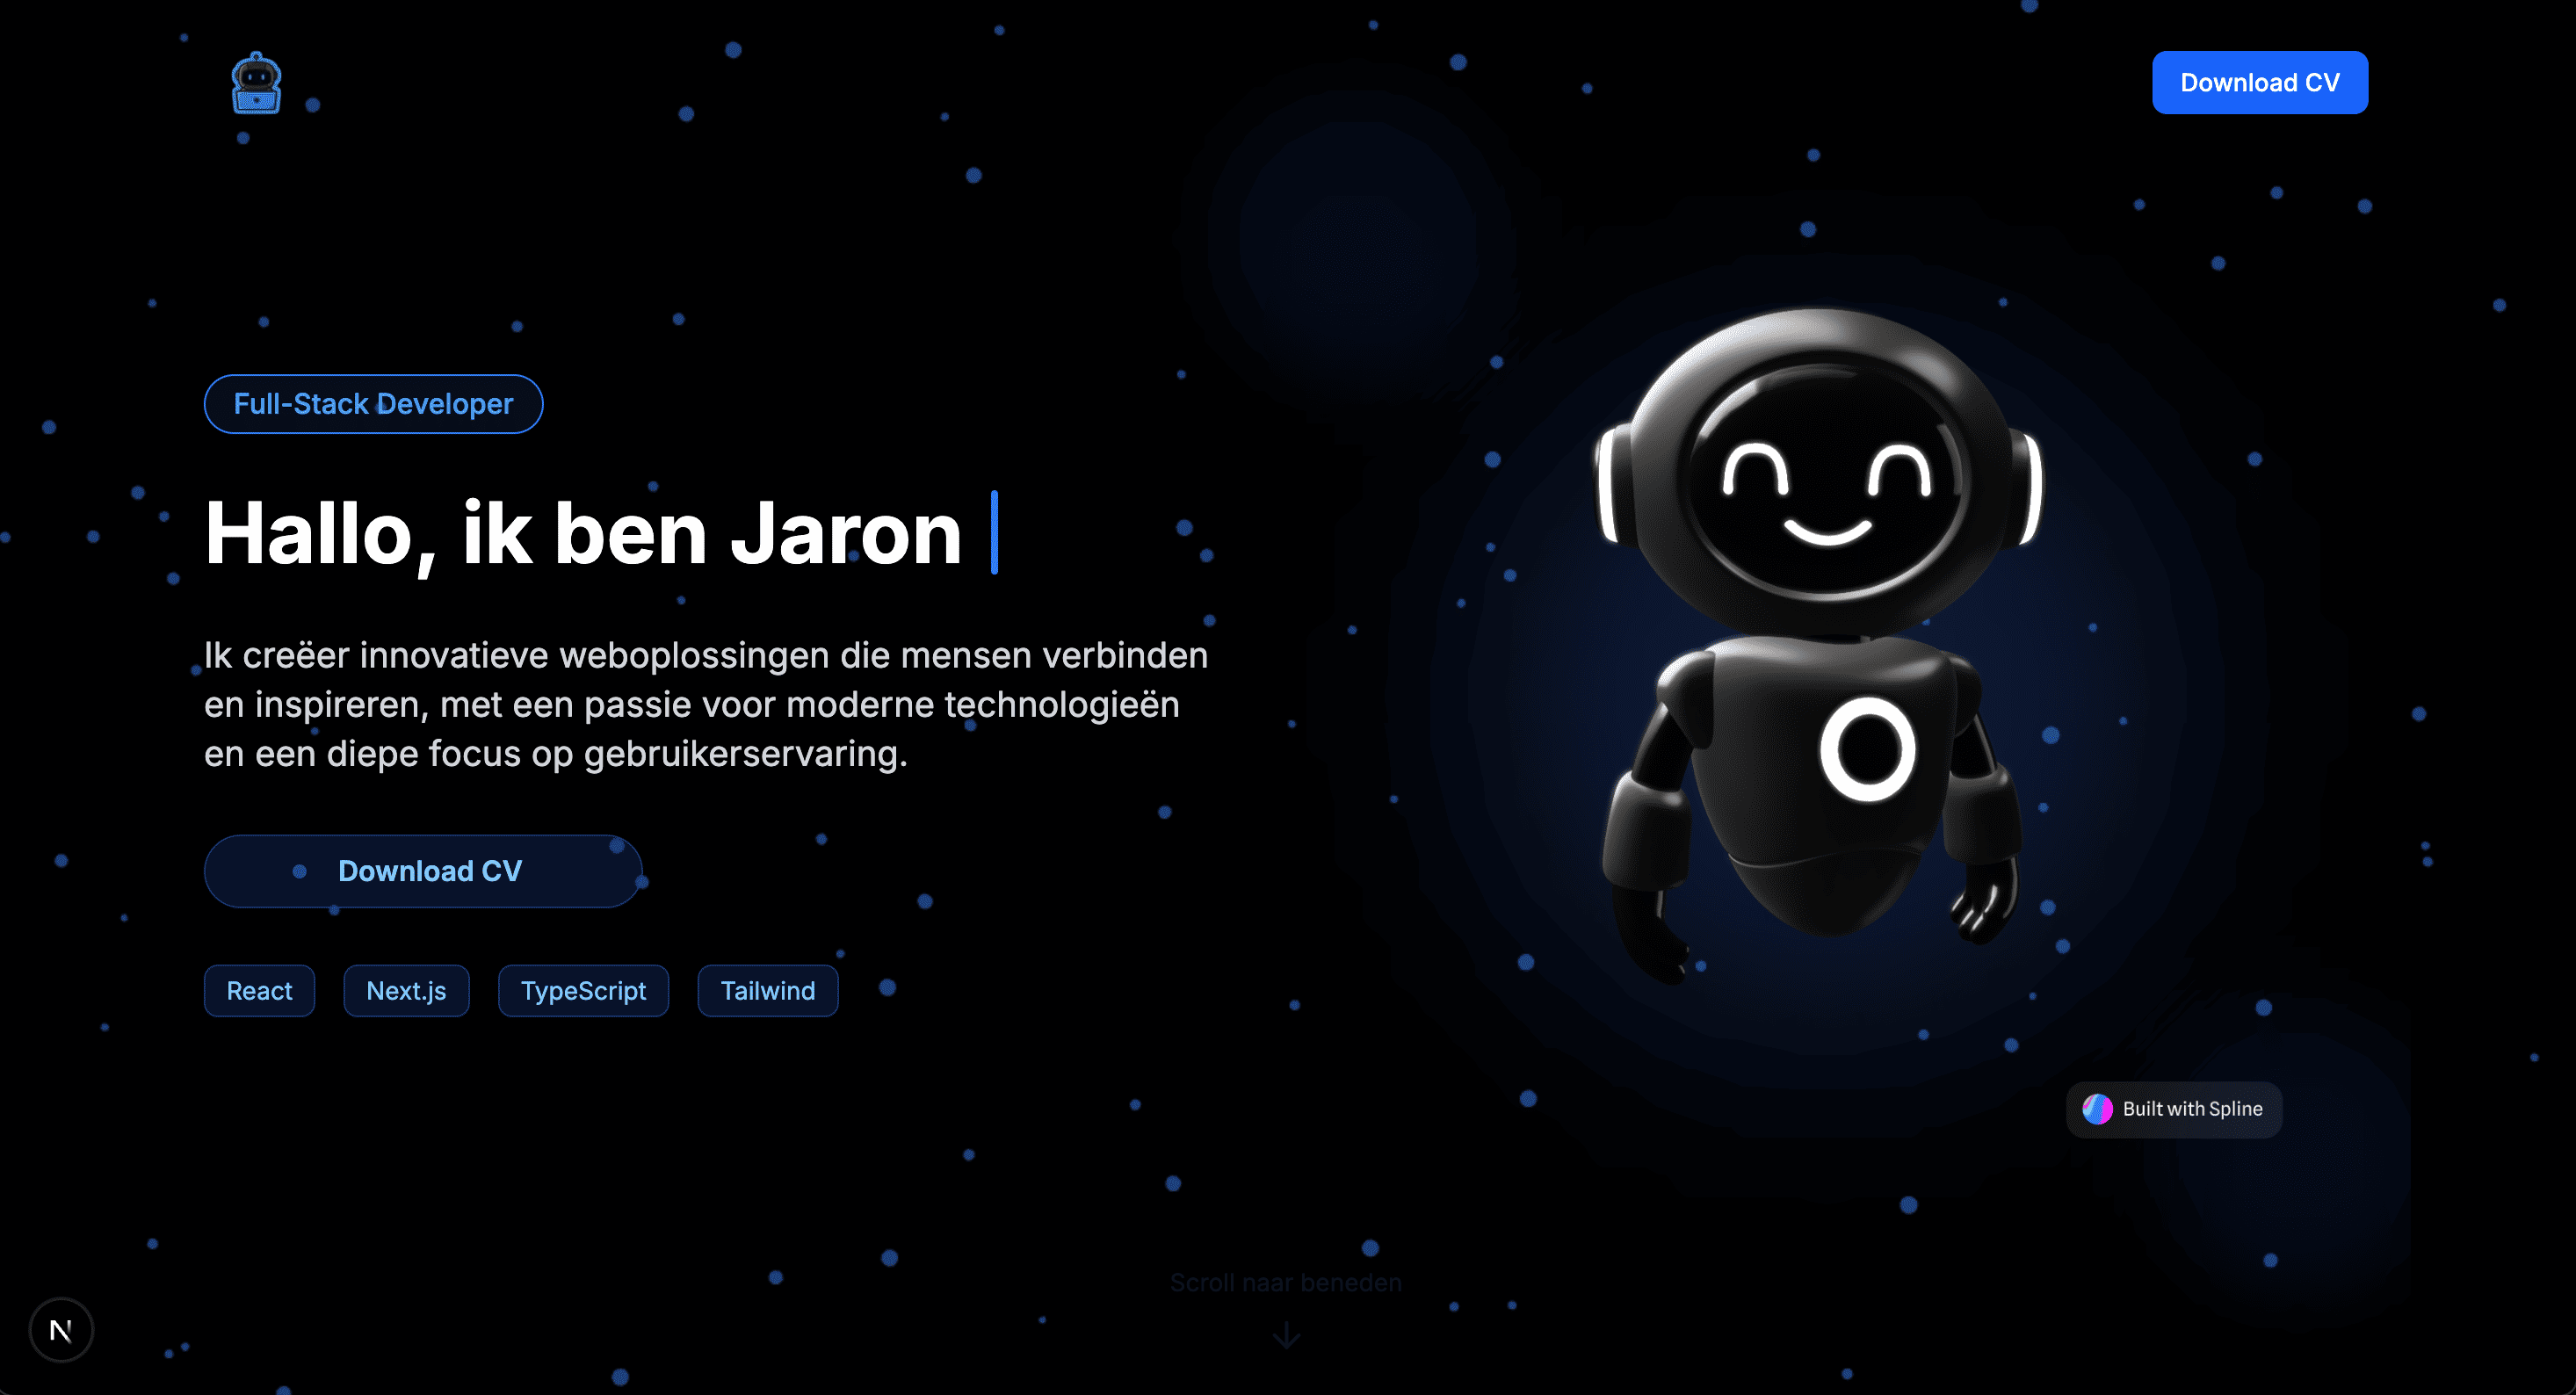 Download CV
Full-Stack Developer
Hallo, ik ben Jaron
Ik creëer innovatieve weboplossingen die mensen verbinden
en inspireren, met een passie voor moderne technologieën
en een diepe focus op gebruikerservaring.
Download CV
React
Next.js
TypeScript
Tailwind
Built with Spline
Scroll naar beneden
N